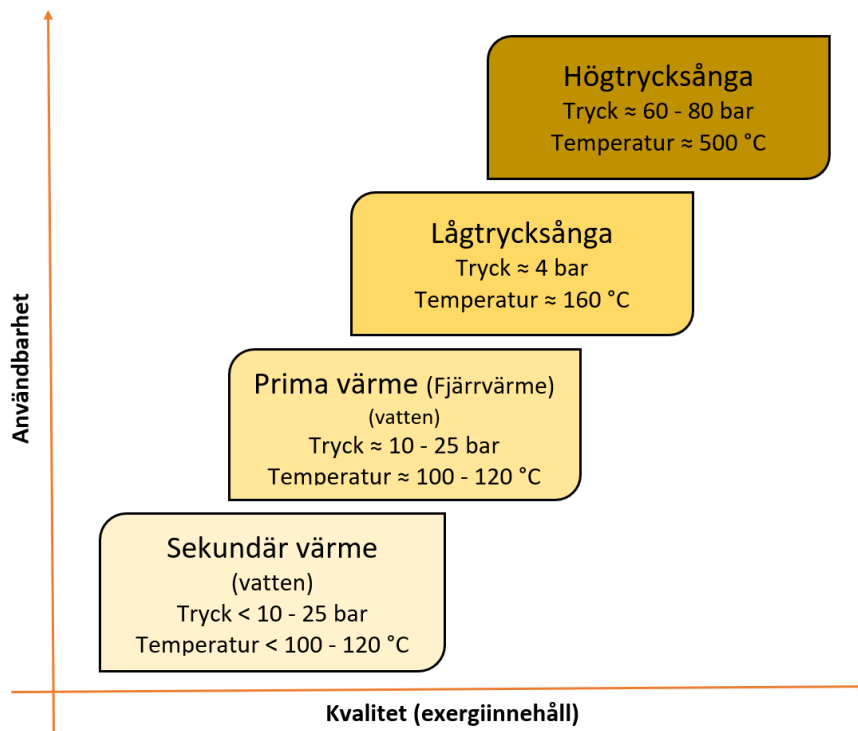 Högtrycksånga
Tryck ≈ 60 - 80 bar
Temperatur ≈ 500 °C
Lågtrycksånga
Tryck ≈ 4 bar
Temperatur ≈ 160 °C
Användbarhet
Prima värme (Fjärrvärme)
(vatten)
Tryck ≈ 10 - 25 bar
Temperatur ≈ 100 - 120 °C
Sekundär värme
(vatten)
Tryck < 10 - 25 bar
Temperatur < 100 - 120 °C
Kvalitet (exergiinnehåll)